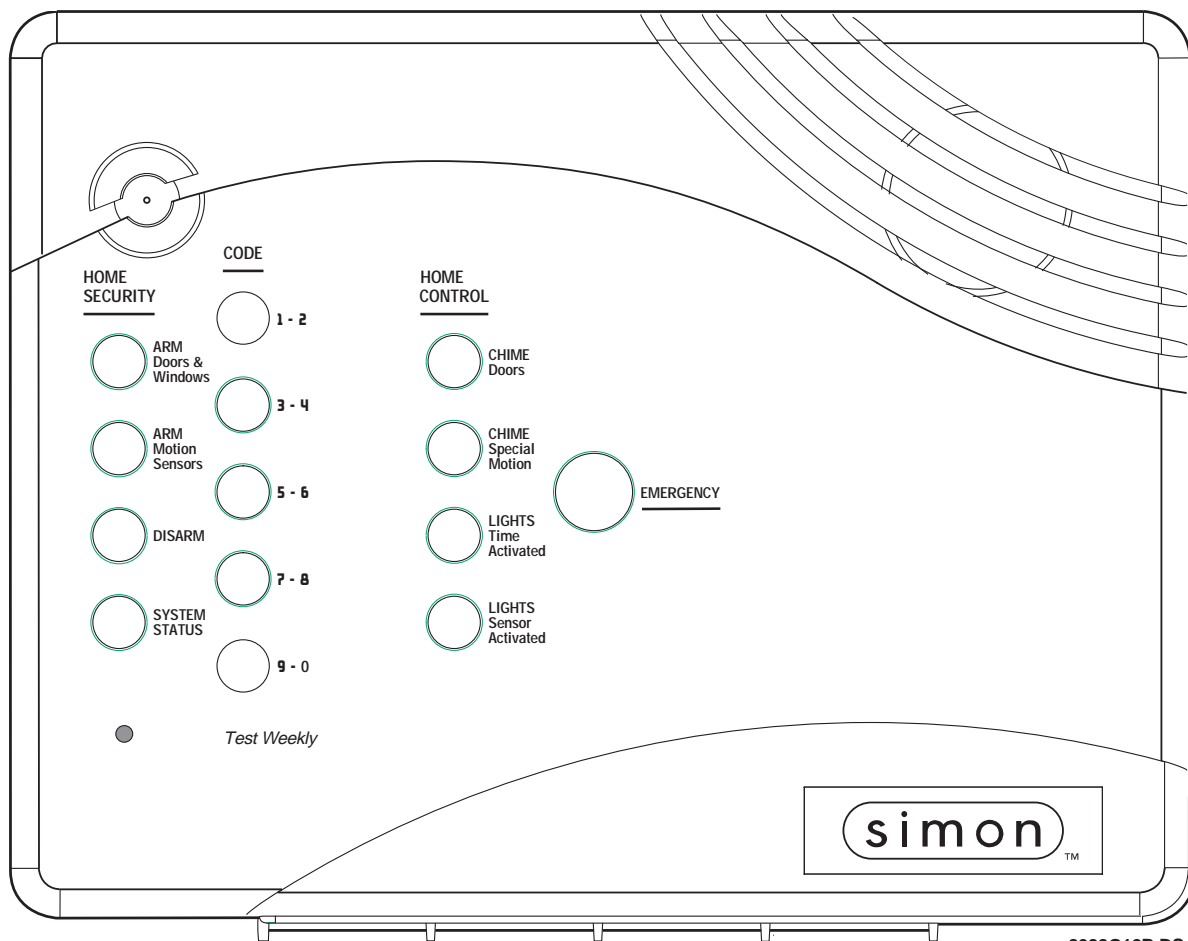 CODE
HOME
SECURITY
1 - 2
ARM
Doors &
Windows
3 - 4
ARM
Motion
Sensors
5 - 6
DISARM
7 - 8
SYSTEM
STATUS
9 - 0
Test Weekly
HOME
CONTROL
CHIME
Doors
CHIME
Special
Motion
EMERGENCY
LIGHTS
Time
Activated
LIGHTS
Sensor
Activated
simon
TM